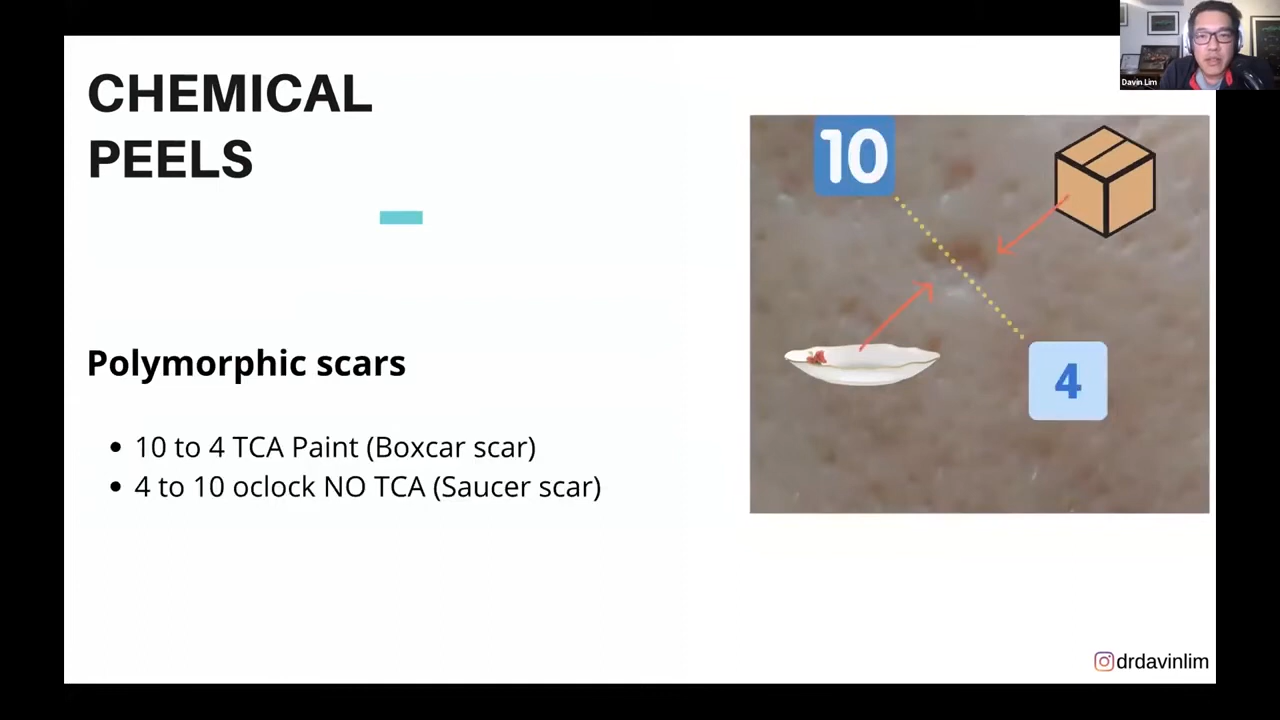 CHEMICAL
PEELS
Polymorphic scars
• 10 to 4 TCA Paint (Boxcar scar)
• 4 to 10 oclock NO TCA (Saucer scar)
10
4
Davin Lim
drdavinlim